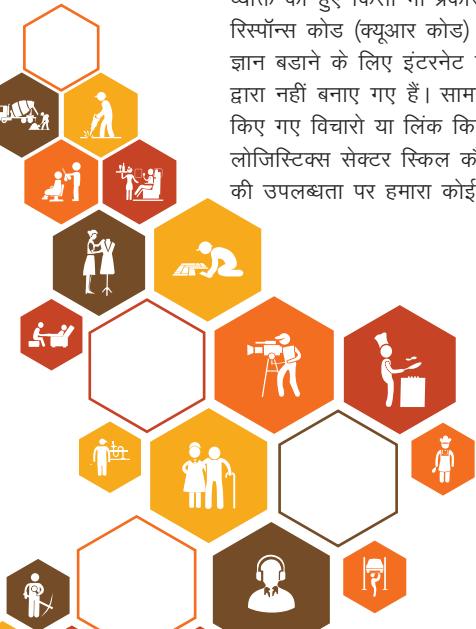 रिस्पॉन्स कोड (क्यूआर कोड)
ज्ञान बडाने के लिए इंटरनेट
द्वारा नहीं बनाए गए हैं। साम
किए गए विचारो या लिंक कि
लोजिस्टिक्स सेक्टर स्किल कौ
की उपलब्धता पर हमारा कोई